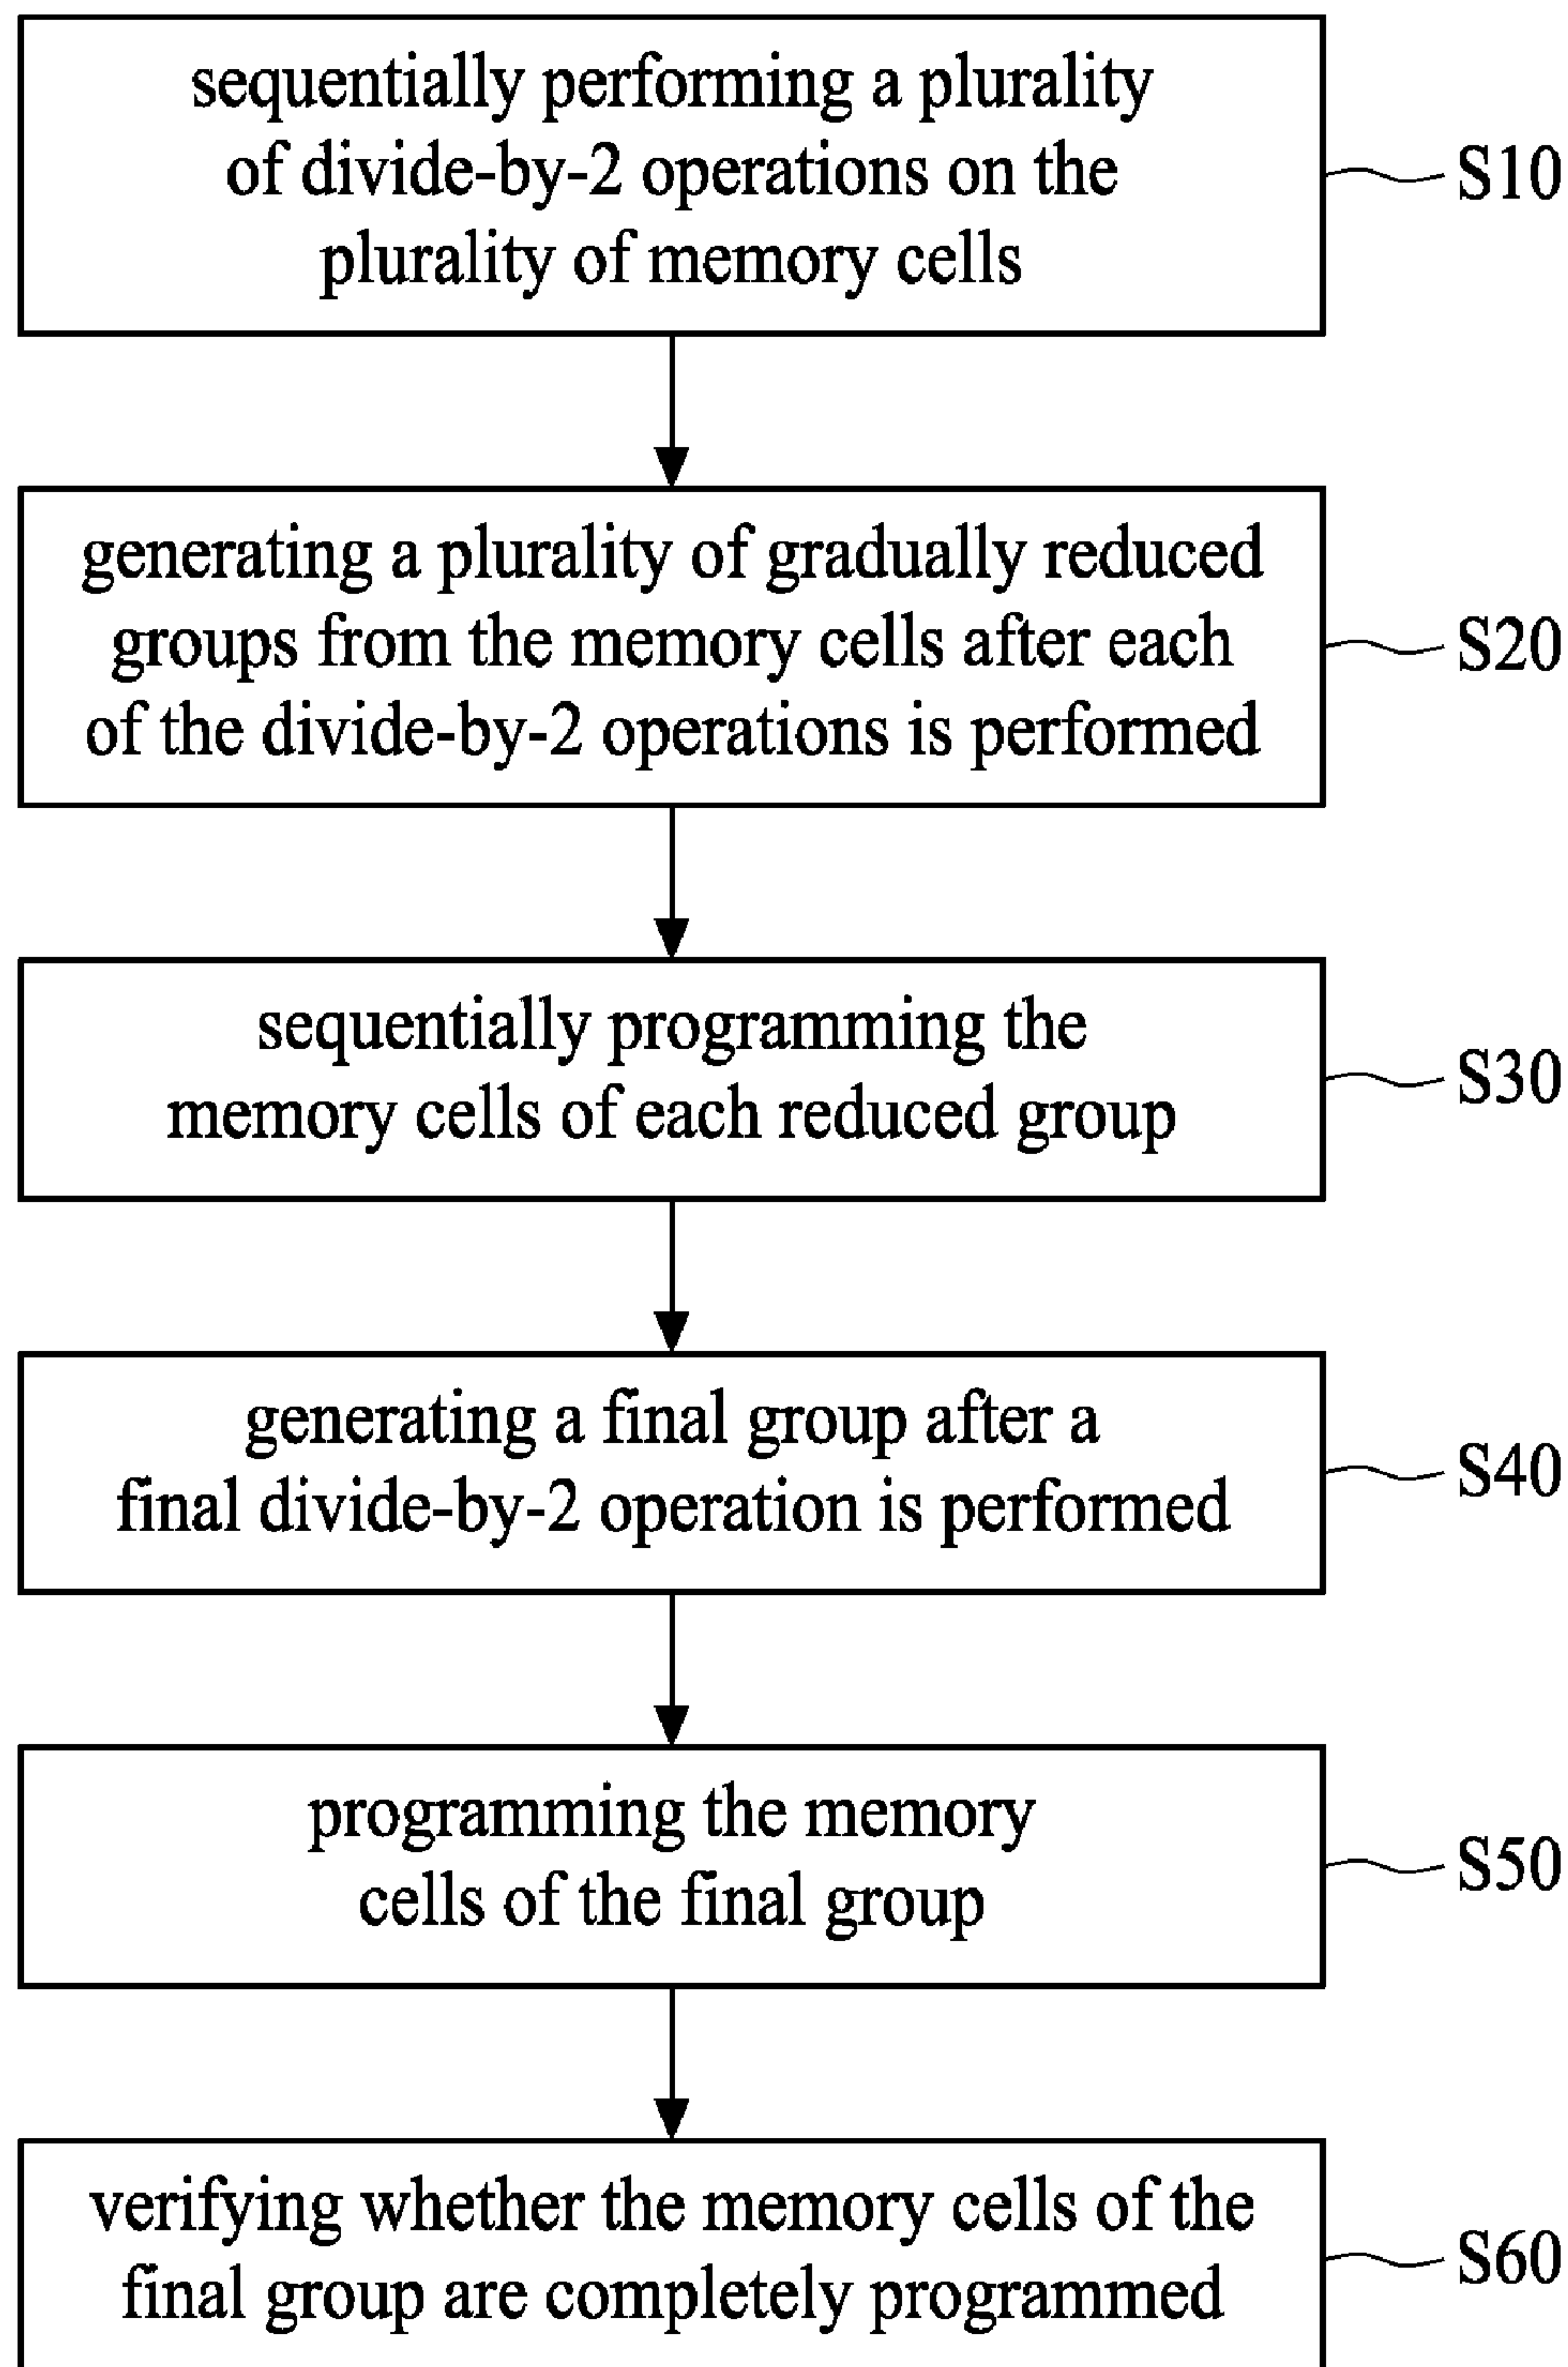 sequentially performing a plurality
of divide-by-2 operations on the
plurality of memory cells
S10
generating a plurality of gradually reduced
groups from the memory cells after each
of the divide-by-2 operations is performed
S20
sequentially programming the
memory cells of each reduced group
S30
generating a final group after a
final divide-by-2 operation is performed
S40
programming the memory
cells of the final group
S50
verifying whether the memory cells of the
final group are completely programmed
S60